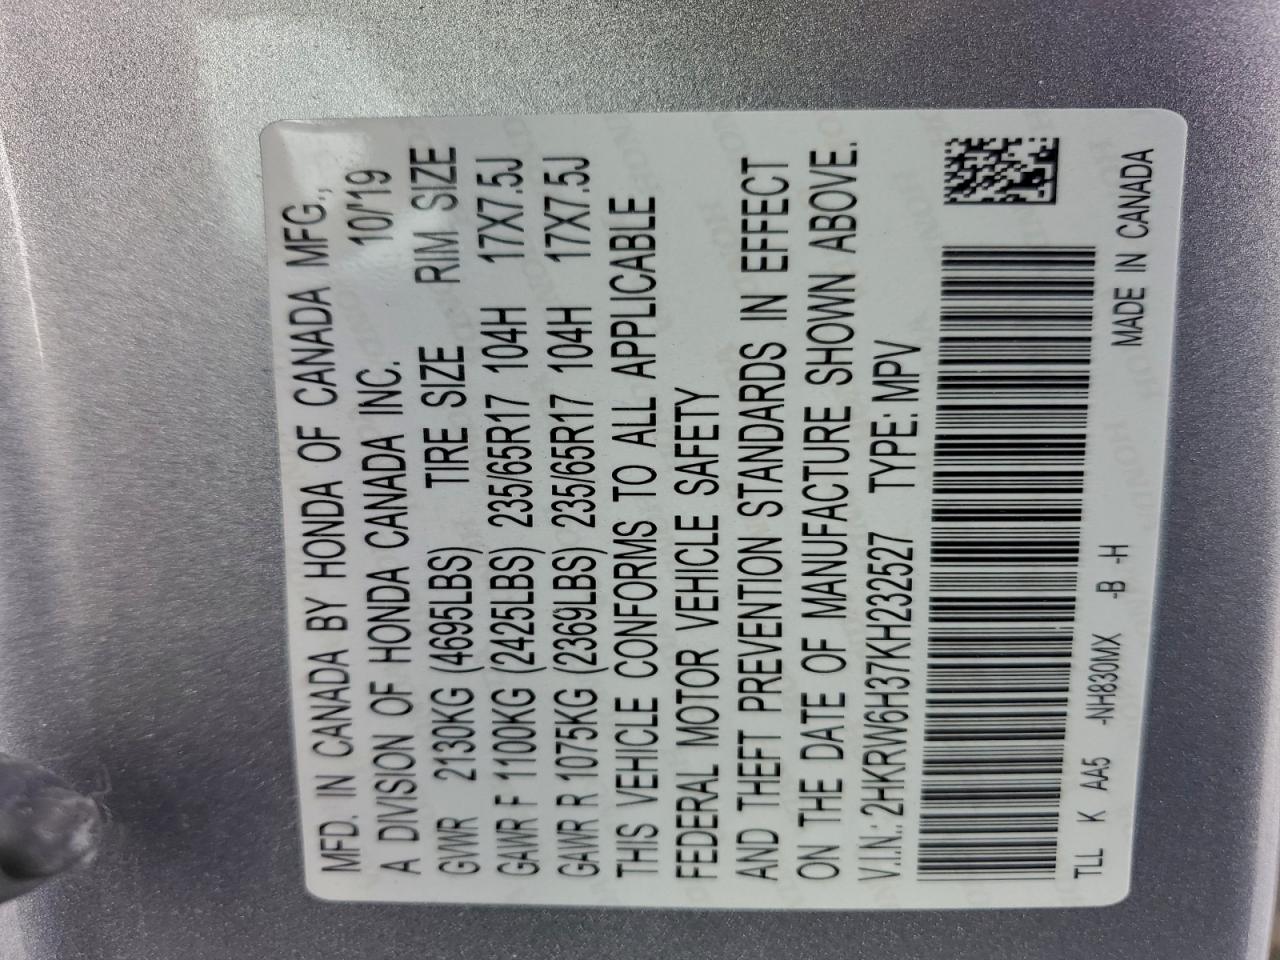 MFD. IN CANADA BY HONDA OF CANADA MFG.,
A DIVISION OF HONDA CANADA INC. 10/'19
GVWR 2130KG (4695LBS) TIRE SIZE RIM SIZE
GAWR F 1100KG (2425LBS) 235/65R17 104H 17X7.5J
GAWR R 1075KG (2369LBS) 235/65R17 104H 17X7.5J
THIS VEHICLE CONFORMS TO ALL APPLICABLE
FEDERAL MOTOR VEHICLE SAFETY
AND THEFT PREVENTION STANDARDS IN EFFECT
ON THE DATE OF MANUFACTURE SHOWN ABOVE.
V.I.N.: 2HKRW6H37KH232527 TYPE: MPV
TLL K AA5 -NH830MX -B -H MADE IN CANADA